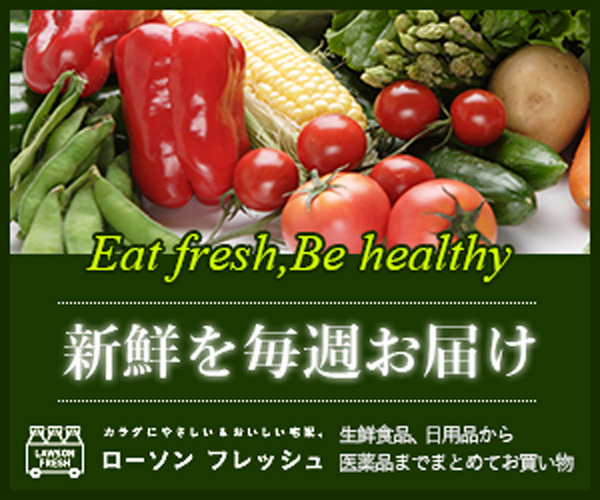 Eat fresh,Be healthy
新鮮を毎週お届け
カラダにやさしい&おいしい宅配。
LAWSON
FRESH
ローソン フレッシュ
生鮮食品、日用品から
医薬品までまとめてお買い物